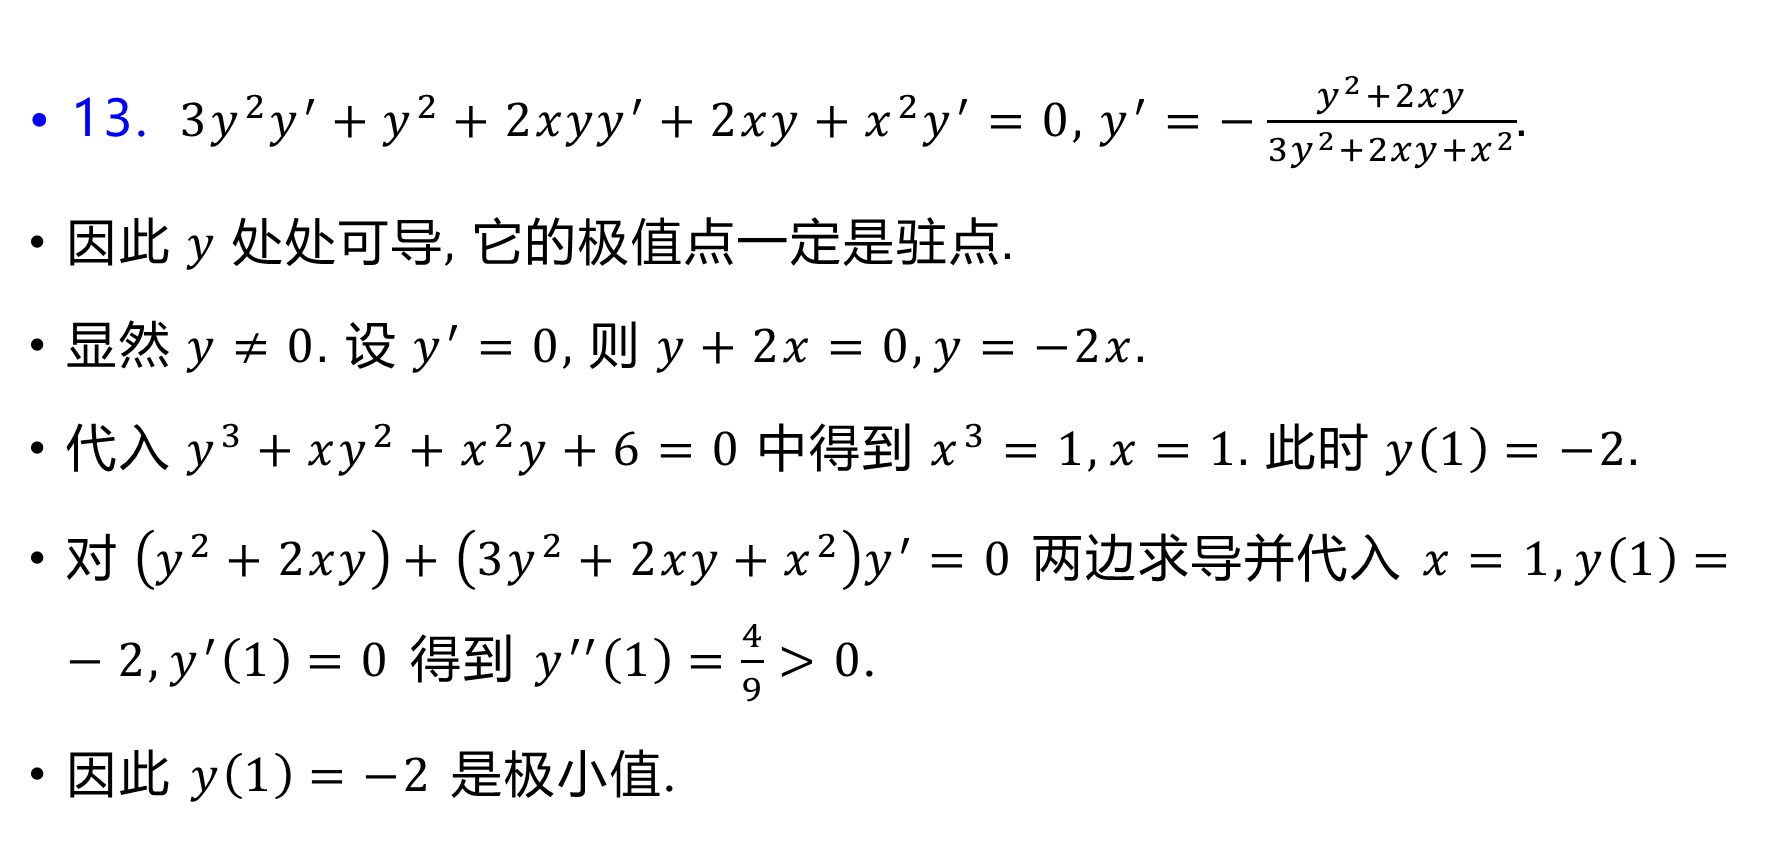 • 13. 3y²y′ + y² + 2xyy′ + 2xy + x²y′ = 0, y′ = −\frac{y²+2xy}{3y²+2xy+x²}.
• 因此 y 处处可导, 它的极值点一定是驻点.
• 显然 y ≠ 0. 设 y′ = 0, 则 y + 2x = 0, y = −2x.
• 代入 y³ + xy² + x²y + 6 = 0 中得到 x³ = 1, x = 1. 此时 y(1) = −2.
• 对 (y² + 2xy) + (3y² + 2xy + x²)y′ = 0 两边求导并代入 x = 1, y(1) =
− 2, y′(1) = 0 得到 y′′(1) = \frac{4}{9} > 0.
• 因此 y(1) = −2 是极小值.